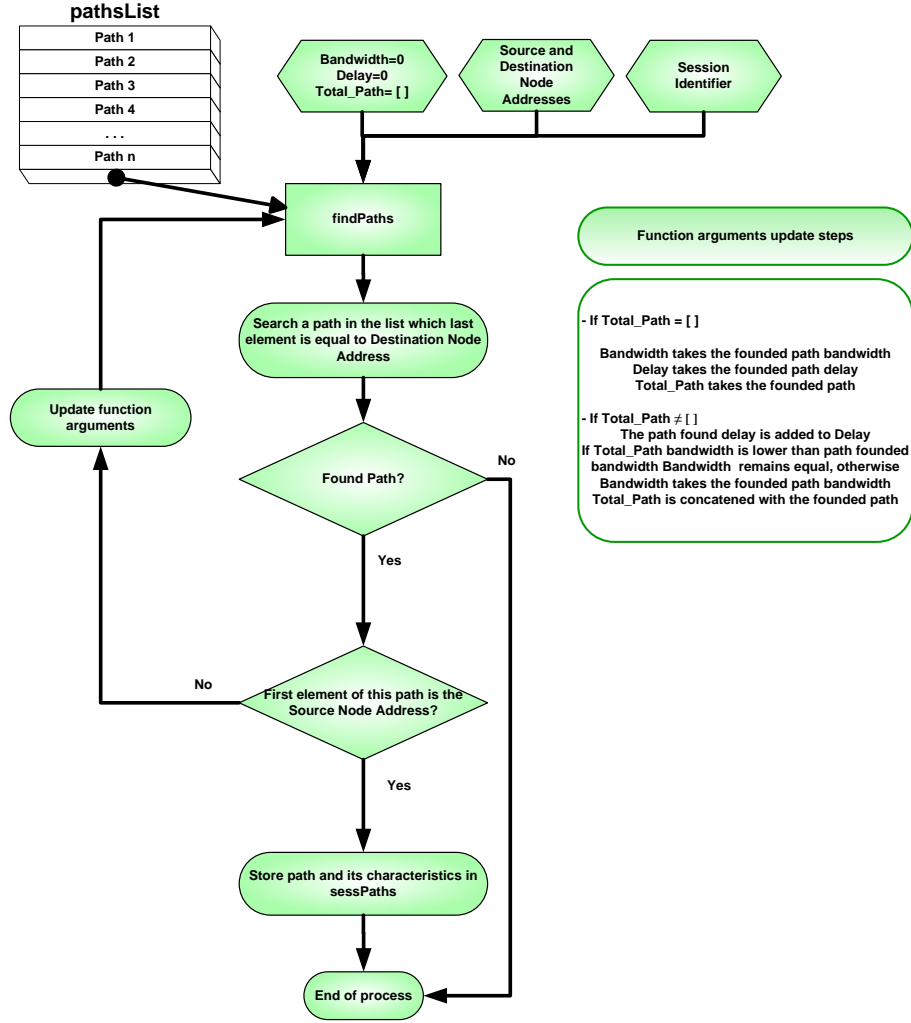 pathsList
Path 1
Path 2
Path 3
Path 4
. . .
Path n
Bandwidth=0
Delay=0
Total_Path= [ ]
Source and
Destination
Node
Addresses
Session
Identifier
findPaths
Function arguments update steps
Search a path in the list which last
element is equal to Destination Node
Address
- If Total_Path = [ ]
Bandwidth takes the founded path bandwidth
Delay takes the founded path delay
Total_Path takes the founded path
- If Total_Path ≠ [ ]
The path found delay is added to Delay
If Total_Path bandwidth is lower than path founded
bandwidth Bandwidth remains equal, otherwise
Bandwidth takes the founded path bandwidth
Total_Path is concatened with the founded path
Update function
arguments
Found Path?
No
Yes
No
First element of this path is the
Source Node Address?
Yes
Store path and its characteristics in
sessPaths
End of process